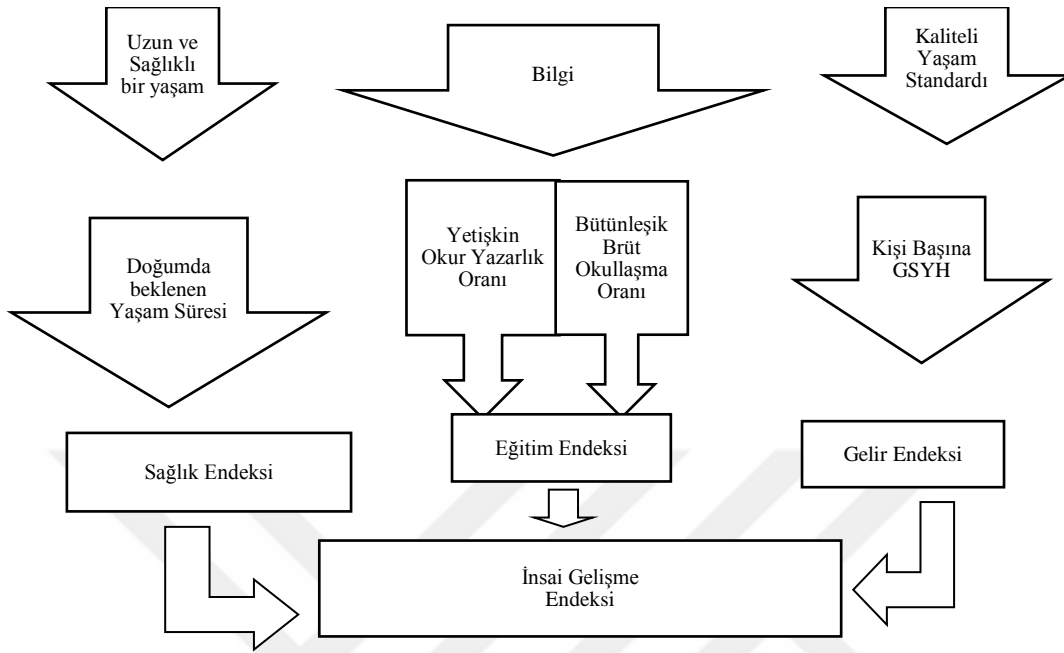 Uzun ve
Sağlıklı
bir yaşam
Bilgi
Kaliteli
Yaşam
Standardı
Doğumda
beklenen
Yaşam Süresi
Yetişkin
Okur Yazarlık
Oranı
Bütünleşik
Brüt
Okullaşma
Oranı
Kişi Başına
GSYH
Sağlık Endeksi
Eğitim Endeksi
Gelir Endeksi
İnsai Gelişme
Endeksi